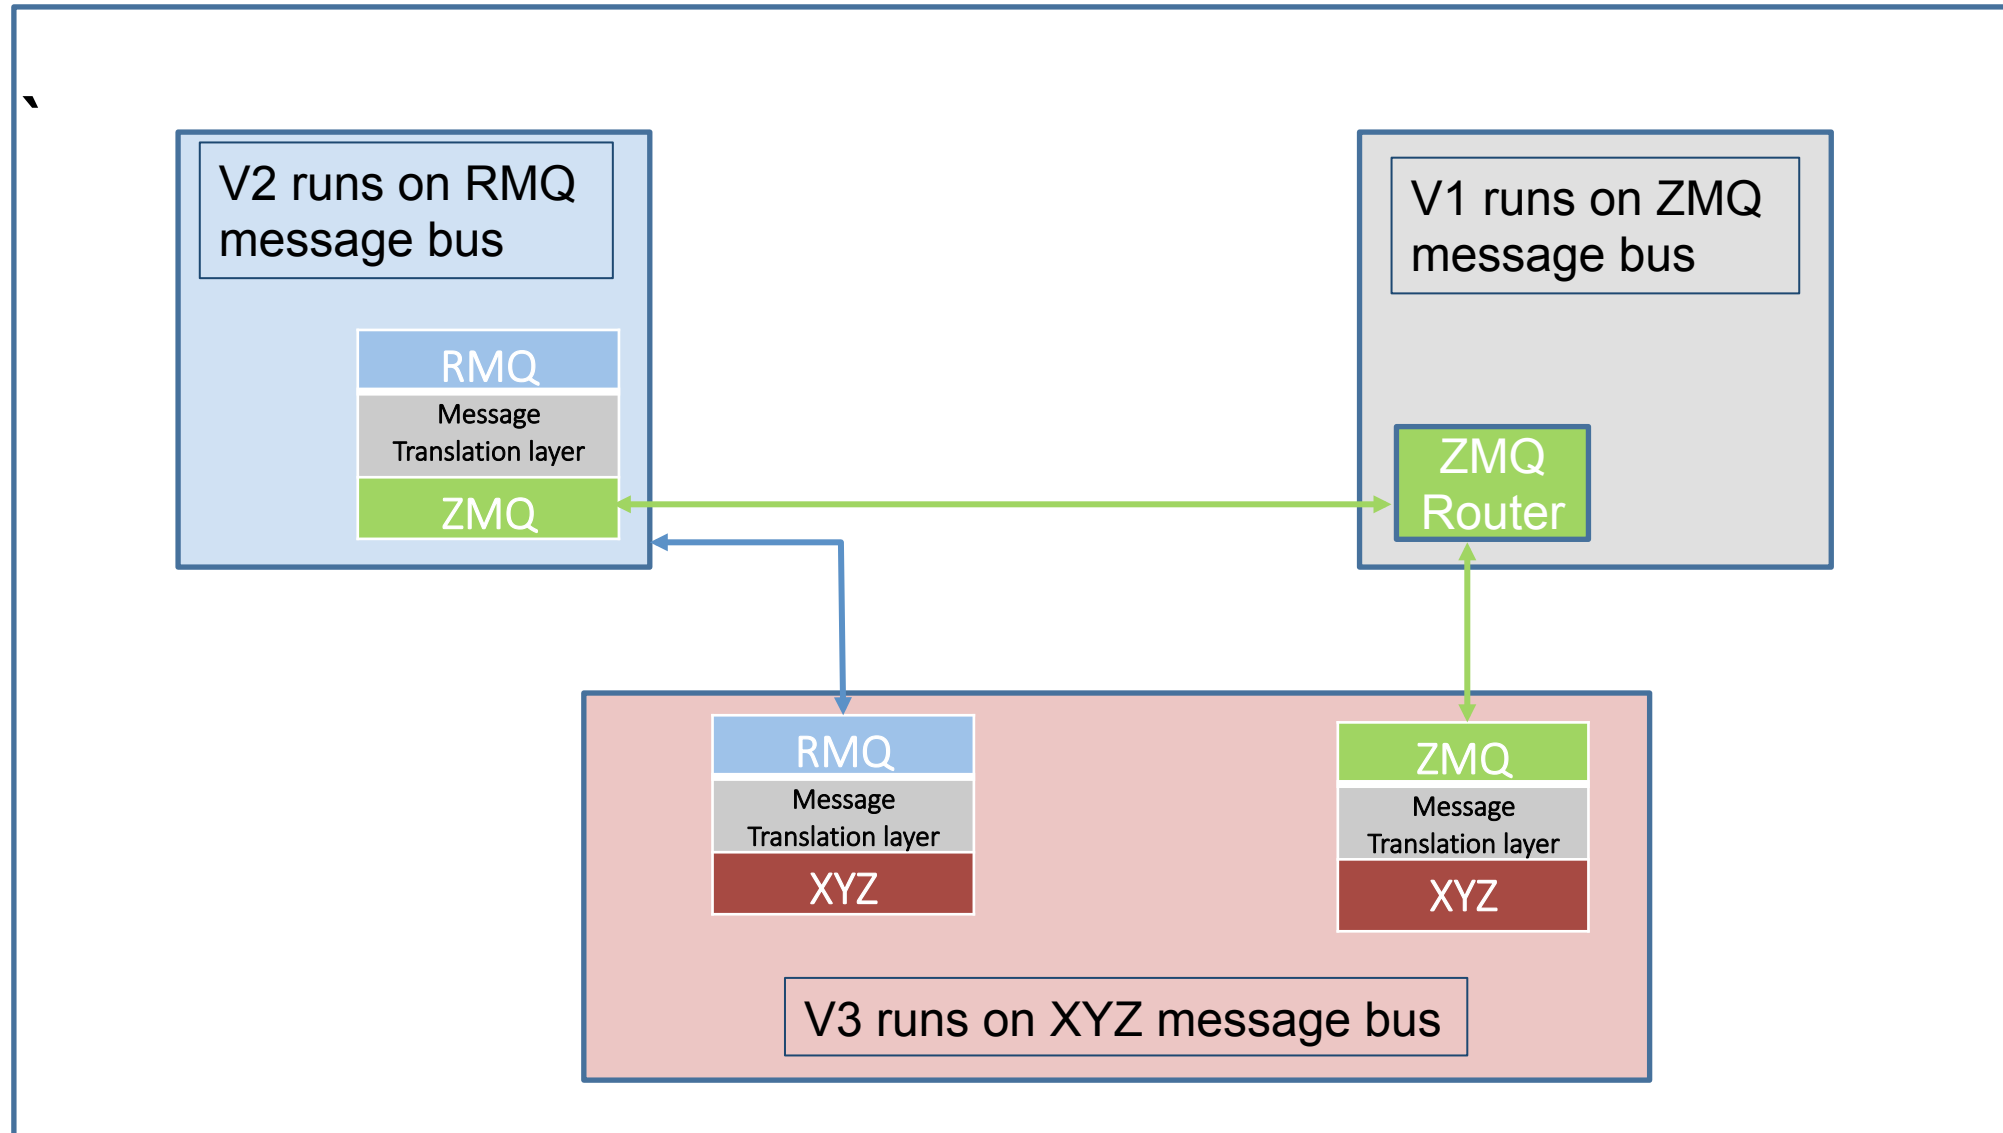 `
V2 runs on RMQ
message bus
V1 runs on ZMQ
message bus
RMQ
Message
Translation layer
ZMQ
ZMQ
Router
RMQ
Message
Translation layer
XYZ
ZMQ
Message
Translation layer
XYZ
V3 runs on XYZ message bus